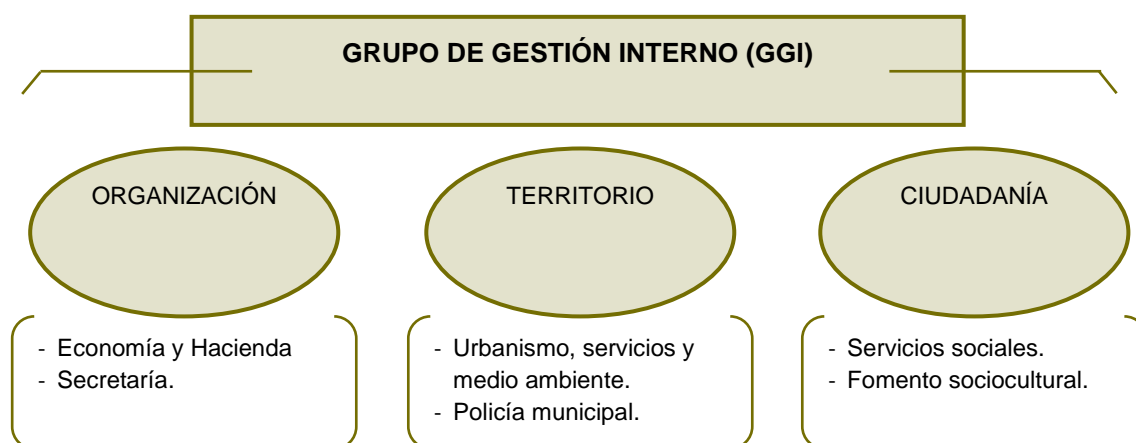 GRUPO DE GESTIÓN INTERNO (GGI)
ORGANIZACIÓN
TERRITORIO
CIUDADANÍA
- Economía y Hacienda
- Secretaría.
- Urbanismo, servicios y
medio ambiente.
- Policía municipal.
- Servicios sociales.
- Fomento sociocultural.